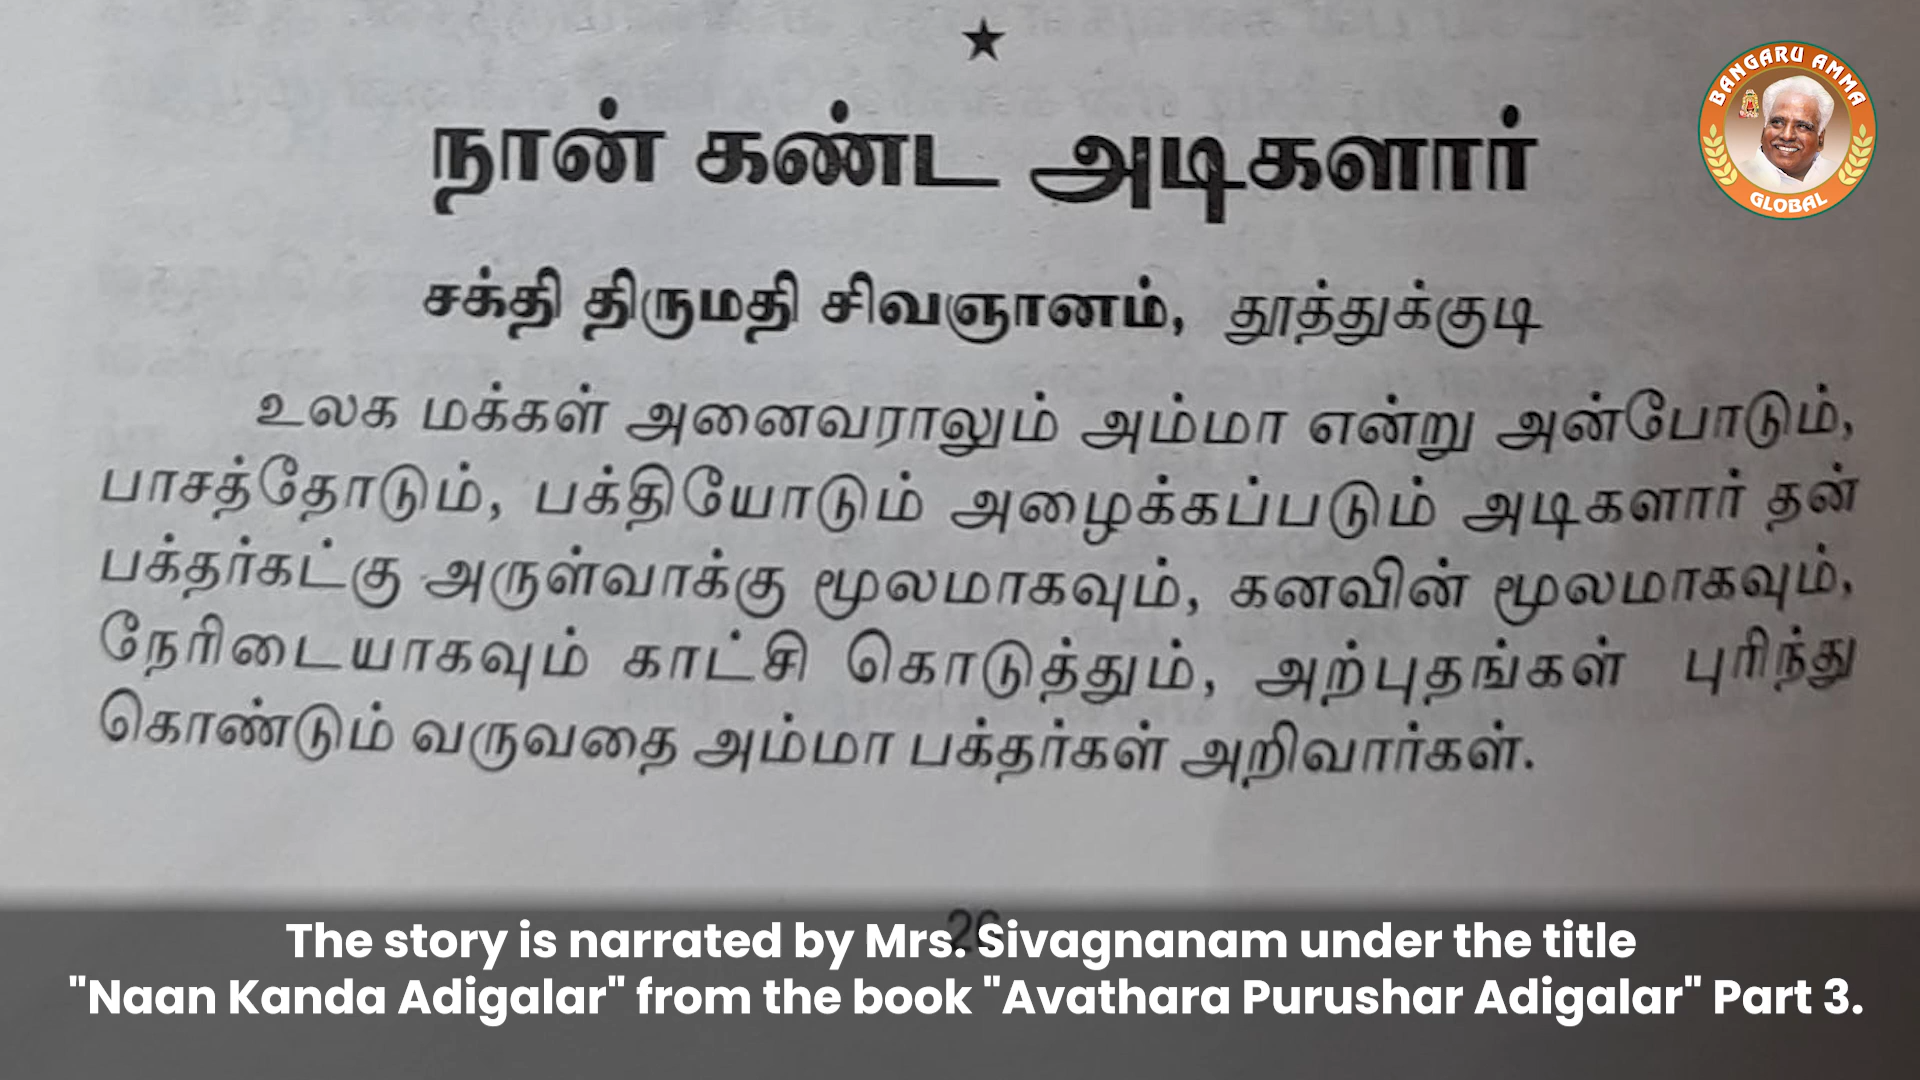 ★
நான் கண்ட அடிகளார்
சக்தி திருமதி சிவஞானம், தூத்துக்குடி
உலக மக்கள் அனைவராலும் அம்மா என்று அன்போடும்,
பாசத்தோடும், பக்தியோடும் அழைக்கப்படும் அடிகளார் தன்
பக்தர்கட்கு அருள்வாக்கு மூலமாகவும், கனவின் மூலமாகவும்,
நேரிடையாகவும் காட்சி கொடுத்தும், அற்புதங்கள் புரிந்து
கொண்டும் வருவதை அம்மா பக்தர்கள் அறிவார்கள்.
26
BANGARU AMMA
GLOBAL
The story is narrated by Mrs. Sivagnanam under the title
"Naan Kanda Adigalar" from the book "Avathara Purushar Adigalar" Part 3.